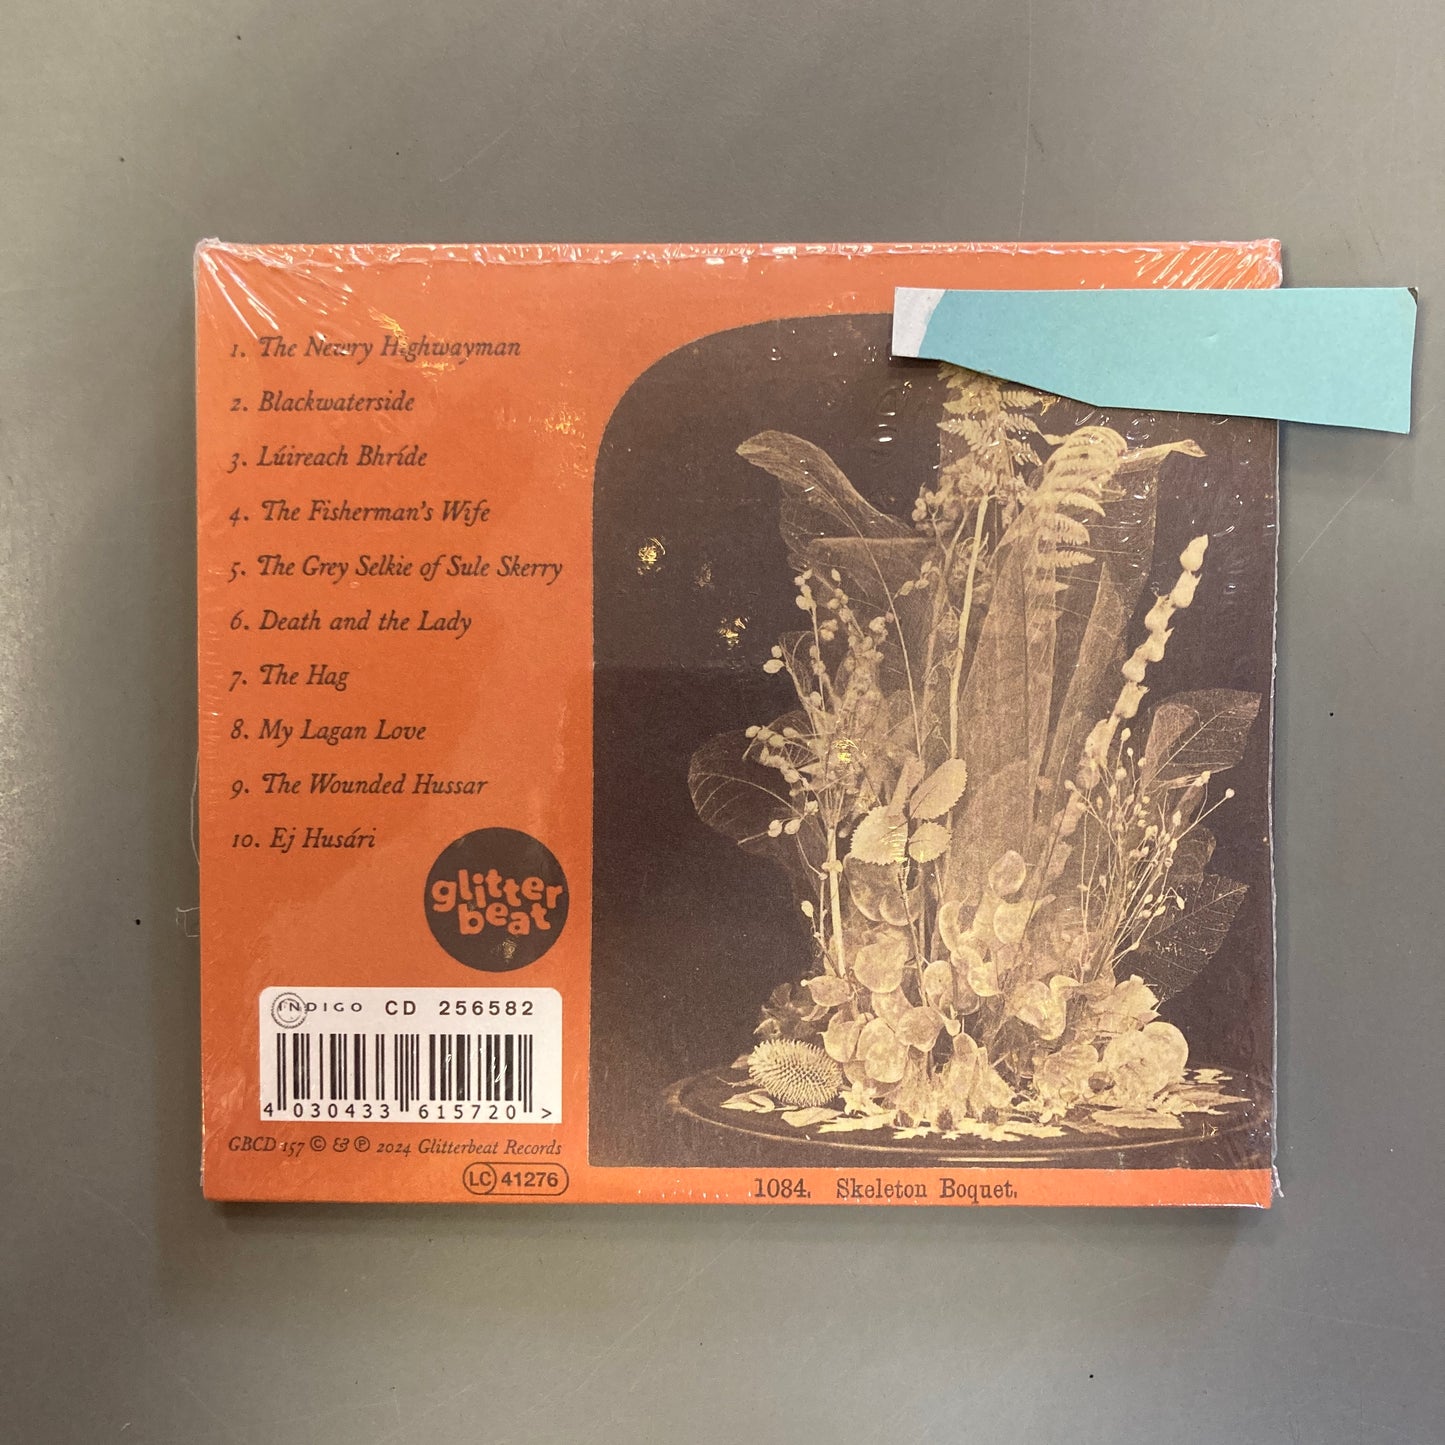 1. The Newry Highwayman
2. Blackwaterside
3. Lúireach Bhríde
4. The Fisherman's Wife
5. The Grey Selkie of Sule Skerry
6. Death and the Lady
7. The Hag
8. My Lagan Love
9. The Wounded Hussar
10. Ej Husári
glitter
beat
INDIGO CD 256582
4 030433 615720 >
GBCD 157 © & ℗ 2024 Glitterbeat Records
LC 41276
1084. Skeleton Boquet.